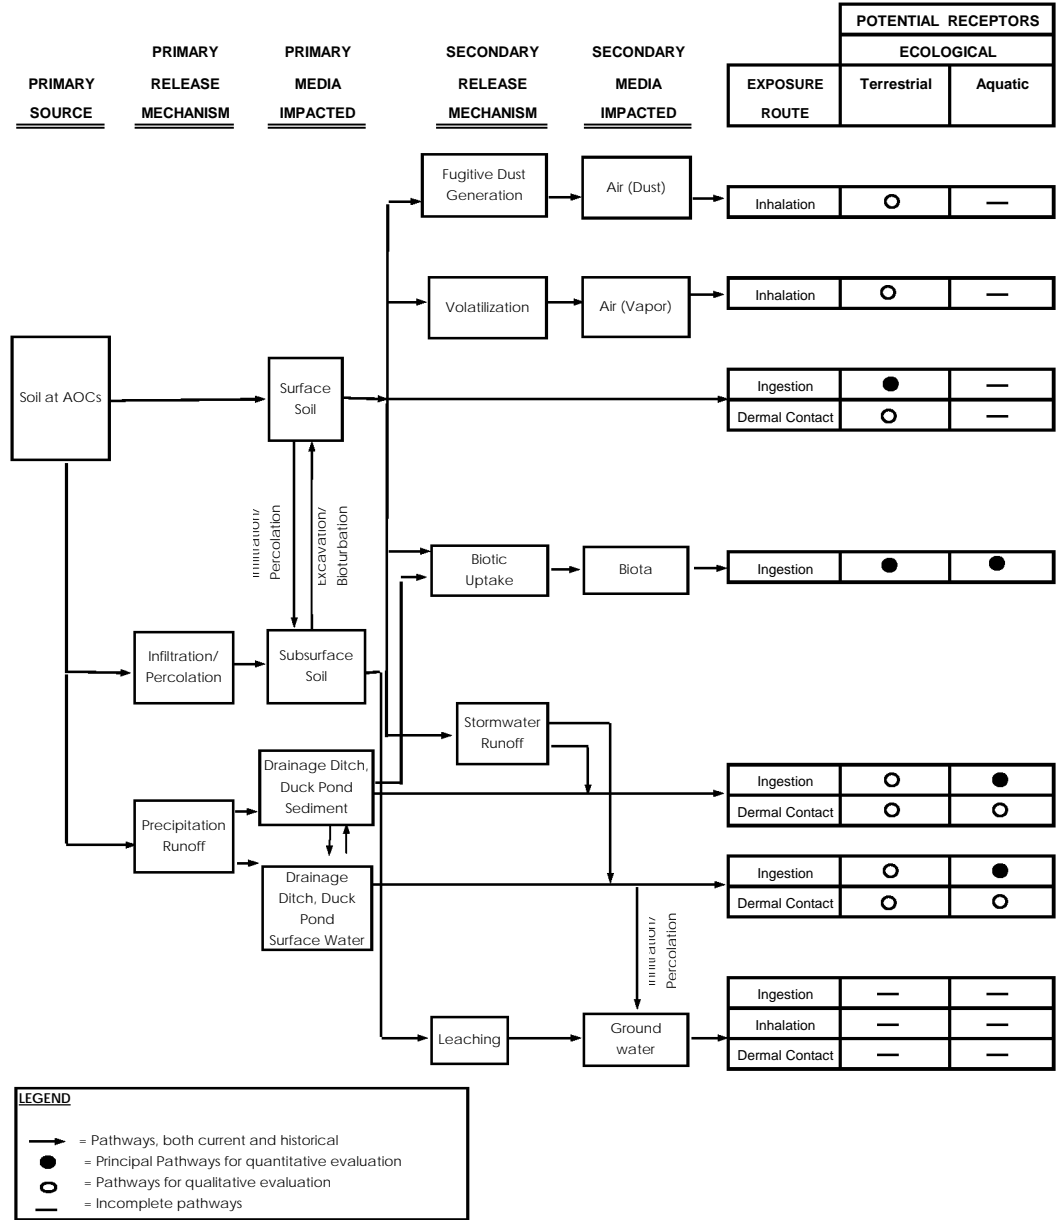 POTENTIAL RECEPTORS
ECOLOGICAL
PRIMARY
SOURCE
PRIMARY
RELEASE
MECHANISM
PRIMARY
MEDIA
IMPACTED
SECONDARY
RELEASE
MECHANISM
SECONDARY
MEDIA
IMPACTED
EXPOSURE
ROUTE
Terrestrial
Aquatic
Fugitive Dust
Generation
Air (Dust)
Inhalation
Volatilization
Air (Vapor)
Inhalation
Soil at AOCs
Surface
Soil
Ingestion
Dermal Contact
Percolation
Excavation/
Bioturbation
Biotic
Uptake
Biota
Ingestion
Infiltration/
Percolation
Subsurface
Soil
Stormwater
Runoff
Drainage Ditch,
Duck Pond
Sediment
Ingestion
Dermal Contact
Precipitation
Runoff
Drainage
Ditch, Duck
Pond
Surface Water
Ingestion
Dermal Contact
Percolation
Leaching
Ground
water
Ingestion
Inhalation
Dermal Contact
LEGEND
= Pathways, both current and historical
= Principal Pathways for quantitative evaluation
= Pathways for qualitative evaluation
= Incomplete pathways